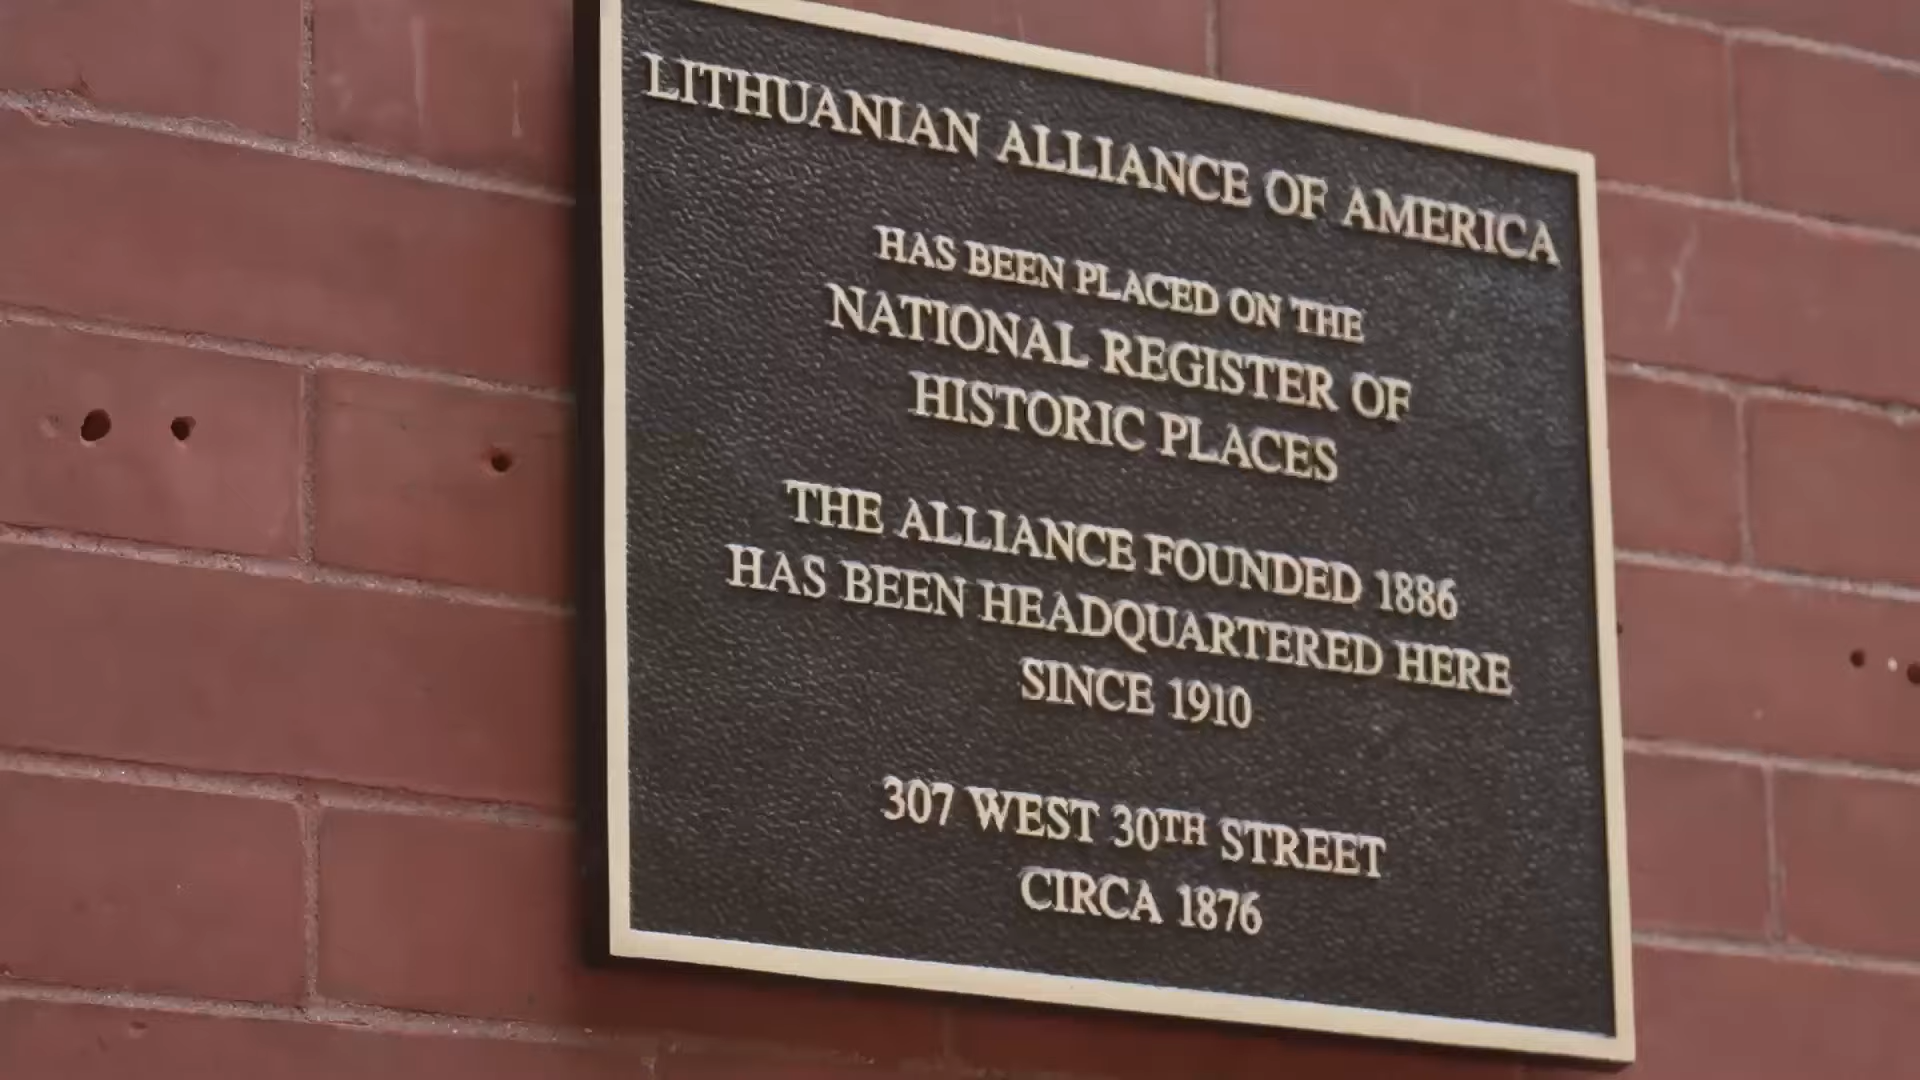 LITHUANIAN ALLIANCE OF AMERICA
HAS BEEN PLACED ON THE
NATIONAL REGISTER OF
HISTORIC PLACES
THE ALLIANCE FOUNDED 1886
HAS BEEN HEADQUARTERED HERE
SINCE 1910
307 WEST 30TH STREET
CIRCA 1876